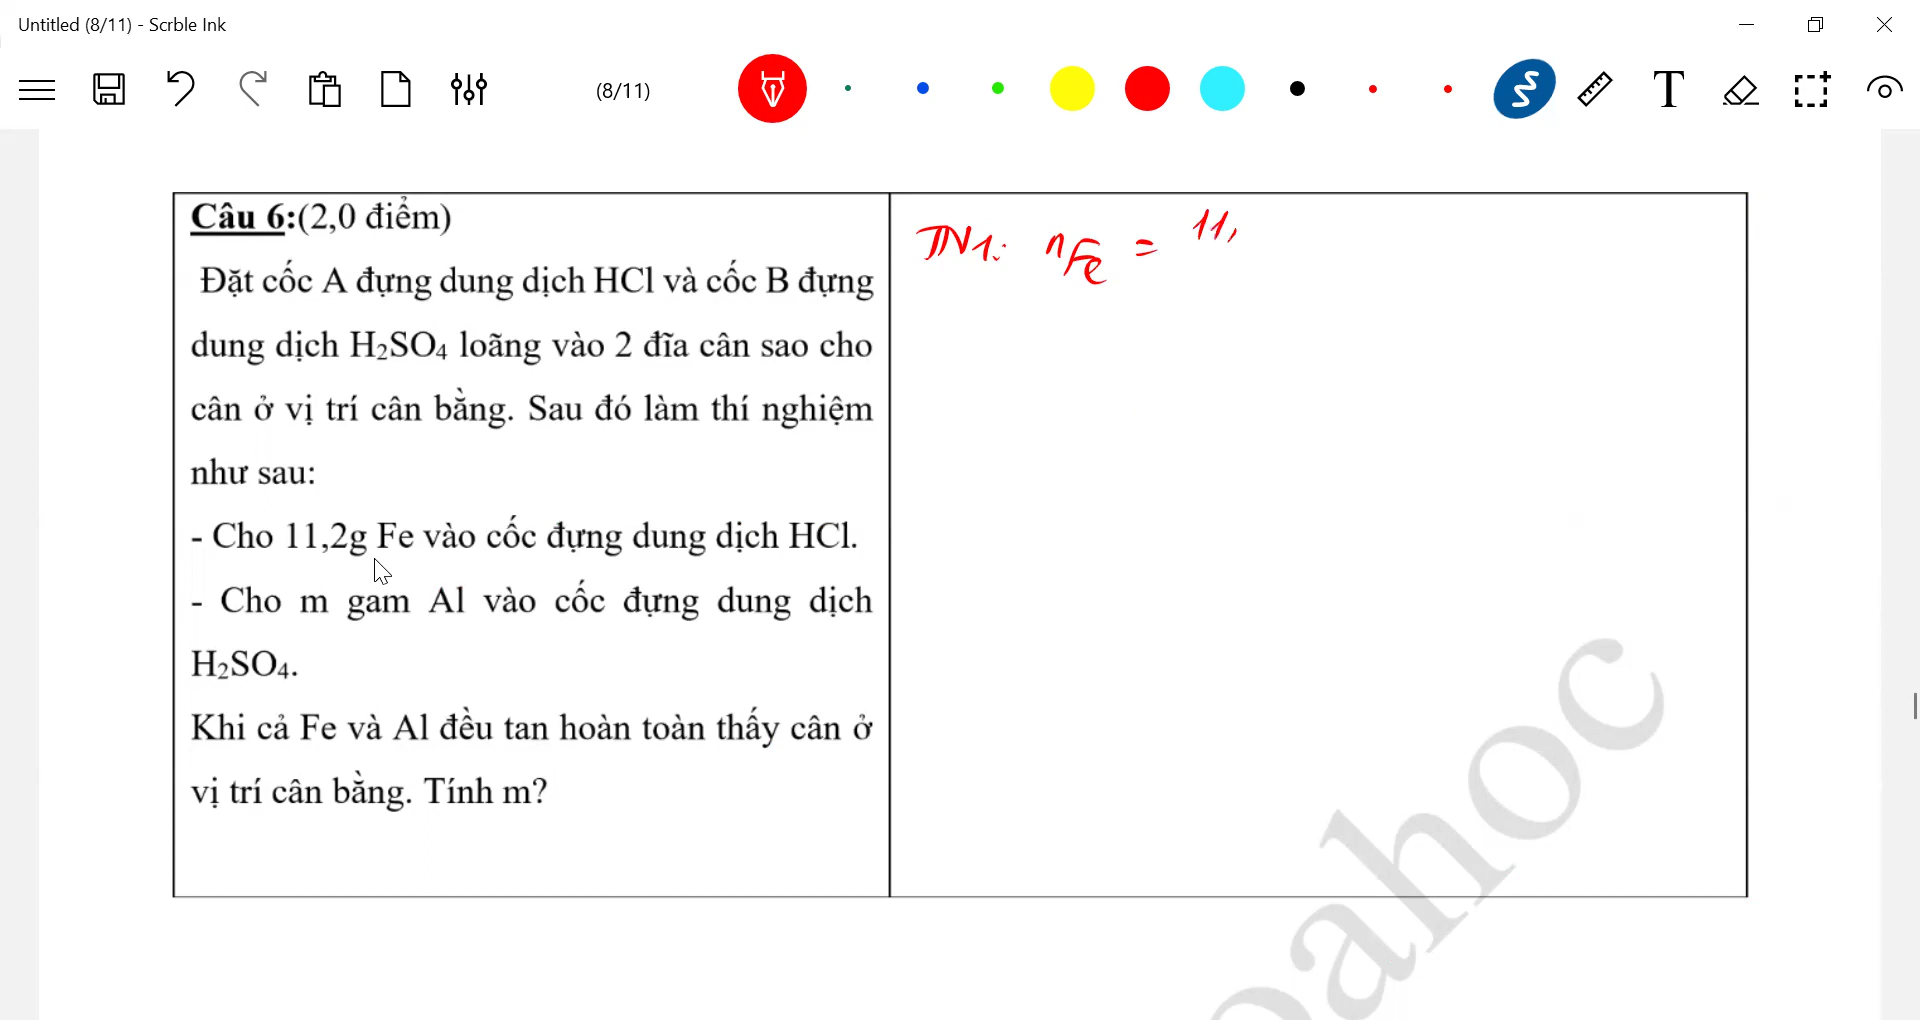 Untitled (8/11) - Scrble Ink
(8/11)
T
Câu 6:(2,0 điểm)
Đặt cốc A đựng dung dịch HCl và cốc B đựng
dung dịch H₂SO₄ loãng vào 2 đĩa cân sao cho
cân ở vị trí cân bằng. Sau đó làm thí nghiệm
như sau:
- Cho 11,2g Fe vào cốc đựng dung dịch HCl.
- Cho m gam Al vào cốc đựng dung dịch
H₂SO₄.
Khi cả Fe và Al đều tan hoàn toàn thấy cân ở
vị trí cân bằng. Tính m?
TN1: nFe = 11,
oahoc